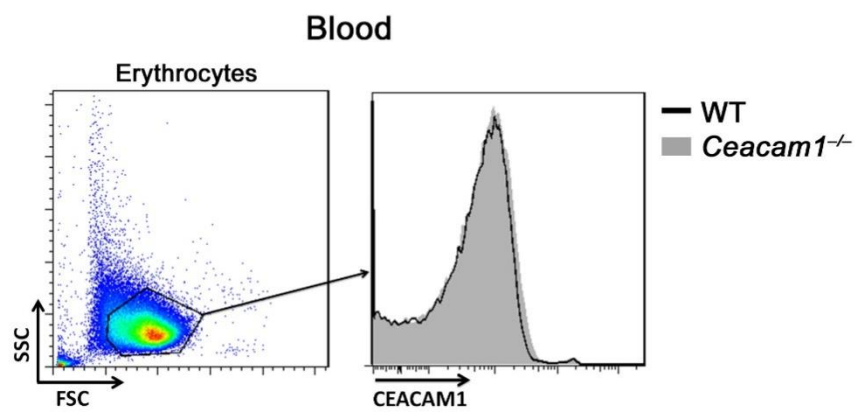 Blood
Erythrocytes
WT
Ceacam1–/–
SSC
FSC
CEACAM1